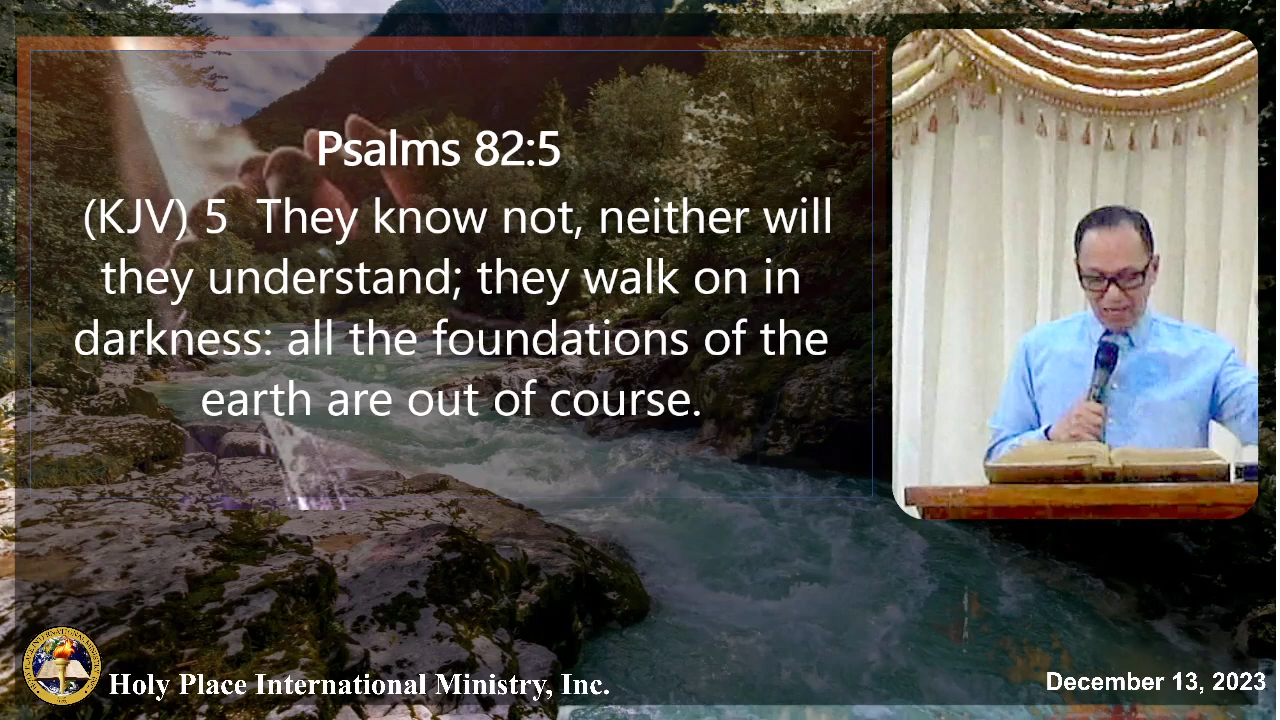 Psalms 82:5
(KJV) 5 They know not, neither will
they understand; they walk on in
darkness: all the foundations of the
earth are out of course.
Holy Place International Ministry, Inc.
December 13, 2023